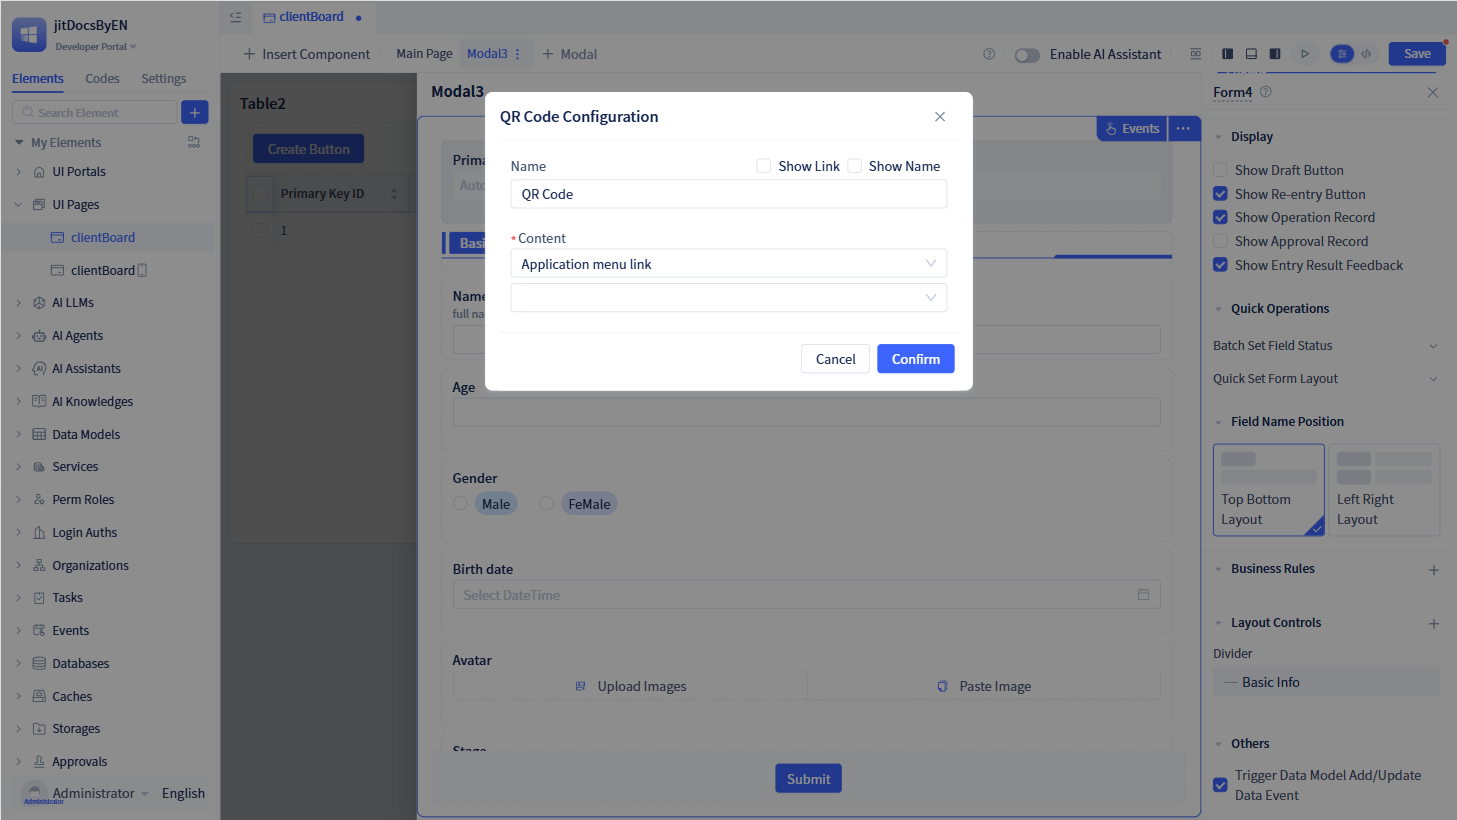 jitDocsByEN
Developer Portal
Elements
Codes
Settings
Search Element
My Elements
UI Portals
UI Pages
clientBoard
clientBoard
AI LLMs
AI Agents
AI Assistants
AI Knowledges
Data Models
Services
Perm Roles
Login Auths
Organizations
Tasks
Events
Databases
Caches
Storages
Approvals
Administrator
Administrator
English
clientBoard
Insert Component
Main Page
Modal3
Modal
Enable AI Assistant
Save
Table2
Create Button
Primary Key ID
1
Modal3
Events
QR Code Configuration
Name
Show Link
Show Name
QR Code
* Content
Application menu link
Cancel
Confirm
Name
Age
Gender
Male
FeMale
Birth date
Select DateTime
Avatar
Upload Images
Paste Image
Submit
Form4
Display
Show Draft Button
Show Re-entry Button
Show Operation Record
Show Approval Record
Show Entry Result Feedback
Quick Operations
Batch Set Field Status
Quick Set Form Layout
Field Name Position
Top Bottom
Layout
Left Right
Layout
Business Rules
Layout Controls
Divider
Basic Info
Others
Trigger Data Model Add/Update
Data Event